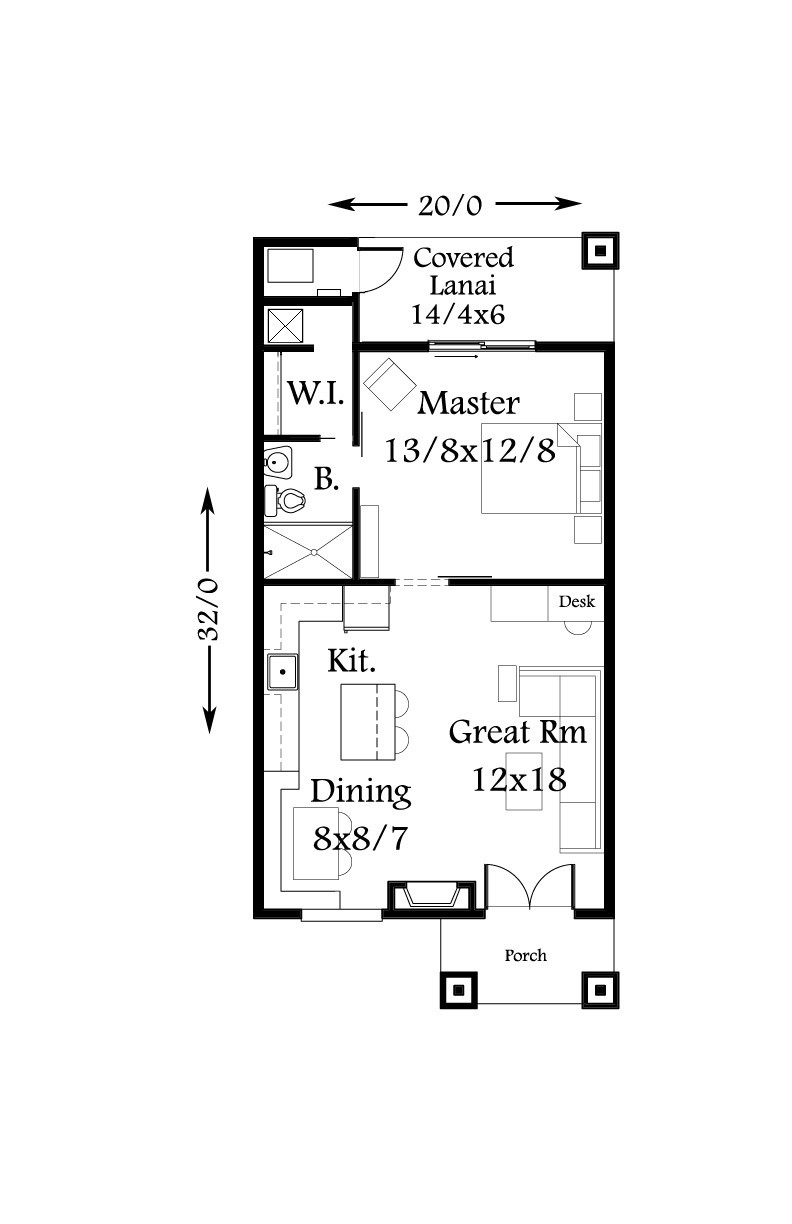 20/0
Covered
Lanai
14/4x6
W.I.
Master
13/8x12/8
B.
32/0
Desk
Kit.
Great Rm
12x18
Dining
8x8/7
Porch